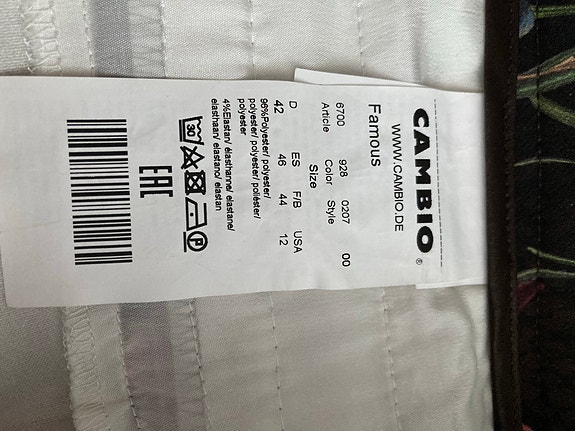 CAMBIO®
WWW.CAMBIO.DE
Famous
6700 928 0207 00
Article Color Style
Size
D ES F/B USA
42 46 44 12
96%Polyester/ polyester/
polyester/ polyester/ poliéster/
polyester
4%Elastan/ élasthanne/ elastane/
elasthaan/ elastano/ elastan
30 P
EAC